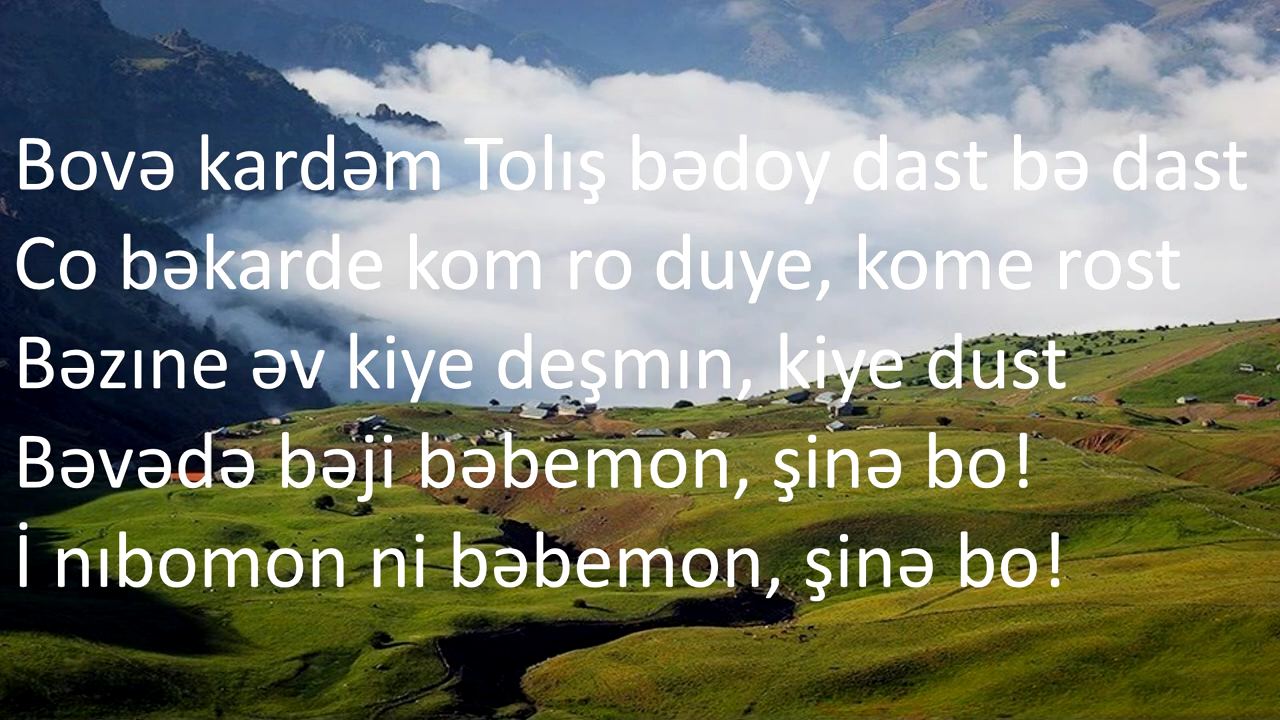 Bovə kardəm Tolış bədoy dast bə dast
Co bəkarde kom ro duye, kome rost
Bəzıne əv kiye deşmın, kiye dust
Bəvədə bəji bəbemon, şinə bo!
İ nıbomon ni bəbemon, şinə bo!